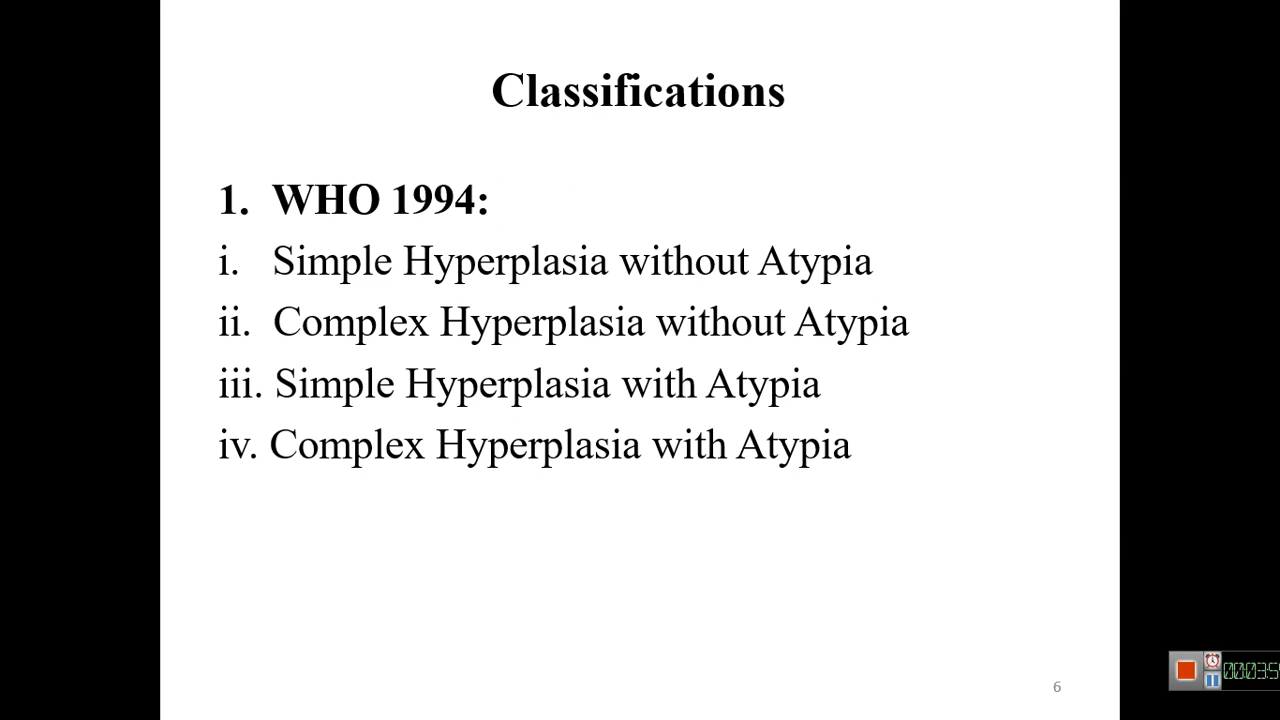 Classifications
1. WHO 1994:
i. Simple Hyperplasia without Atypia
ii. Complex Hyperplasia without Atypia
iii. Simple Hyperplasia with Atypia
iv. Complex Hyperplasia with Atypia
6